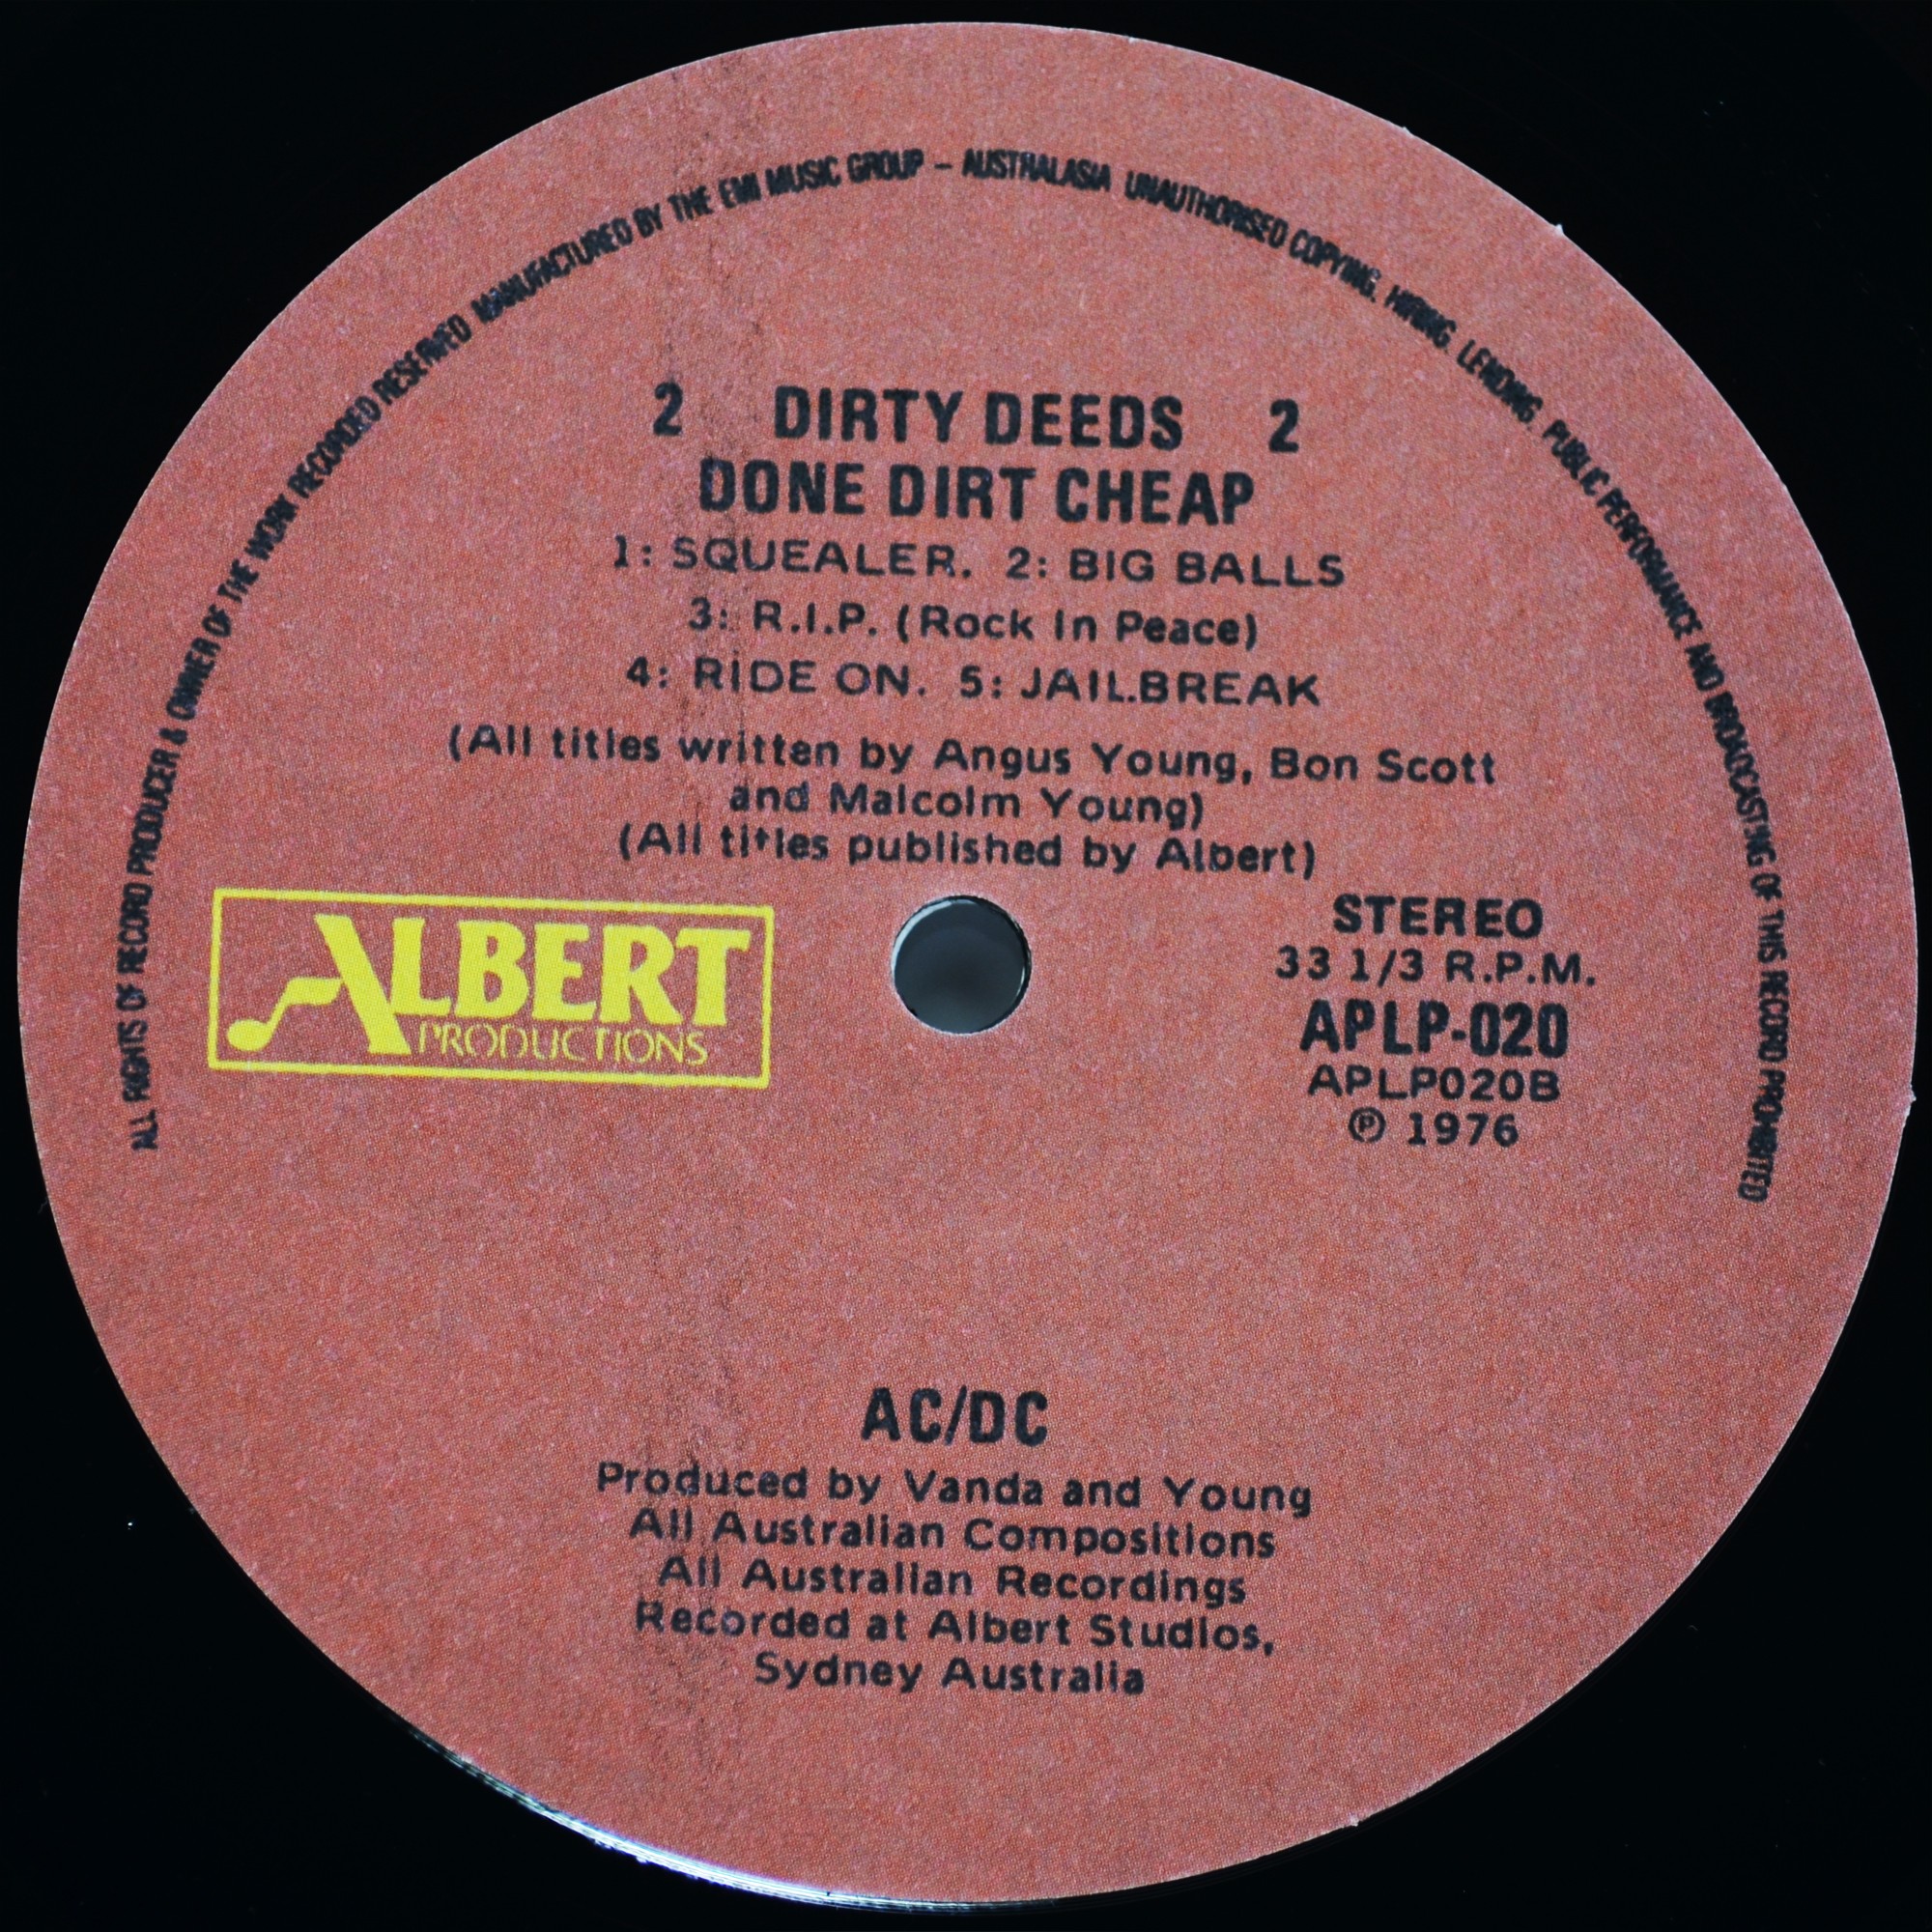 ALL RIGHTS OF RECORD PRODUCER & OWNER OF THE WORK RECORDED RESERVED MANUFACTURED BY THE EMI MUSIC GROUP – AUSTRALASIA UNAUTHORISED COPYING, HIRING, LENDING, PUBLIC PERFORMANCE AND BROADCASTING OF THIS RECORD PROHIBITED
2 DIRTY DEEDS 2
DONE DIRT CHEAP
1: SQUEALER. 2: BIG BALLS
3: R.I.P. (Rock In Peace)
4: RIDE ON. 5: JAILBREAK
(All titles written by Angus Young, Bon Scott
and Malcolm Young)
(All titles published by Albert)
ALBERT
PRODUCTIONS
STEREO
33 1/3 R.P.M.
APLP-020
APLP020B
℗ 1976
AC/DC
Produced by Vanda and Young
All Australian Compositions
All Australian Recordings
Recorded at Albert Studios,
Sydney Australia